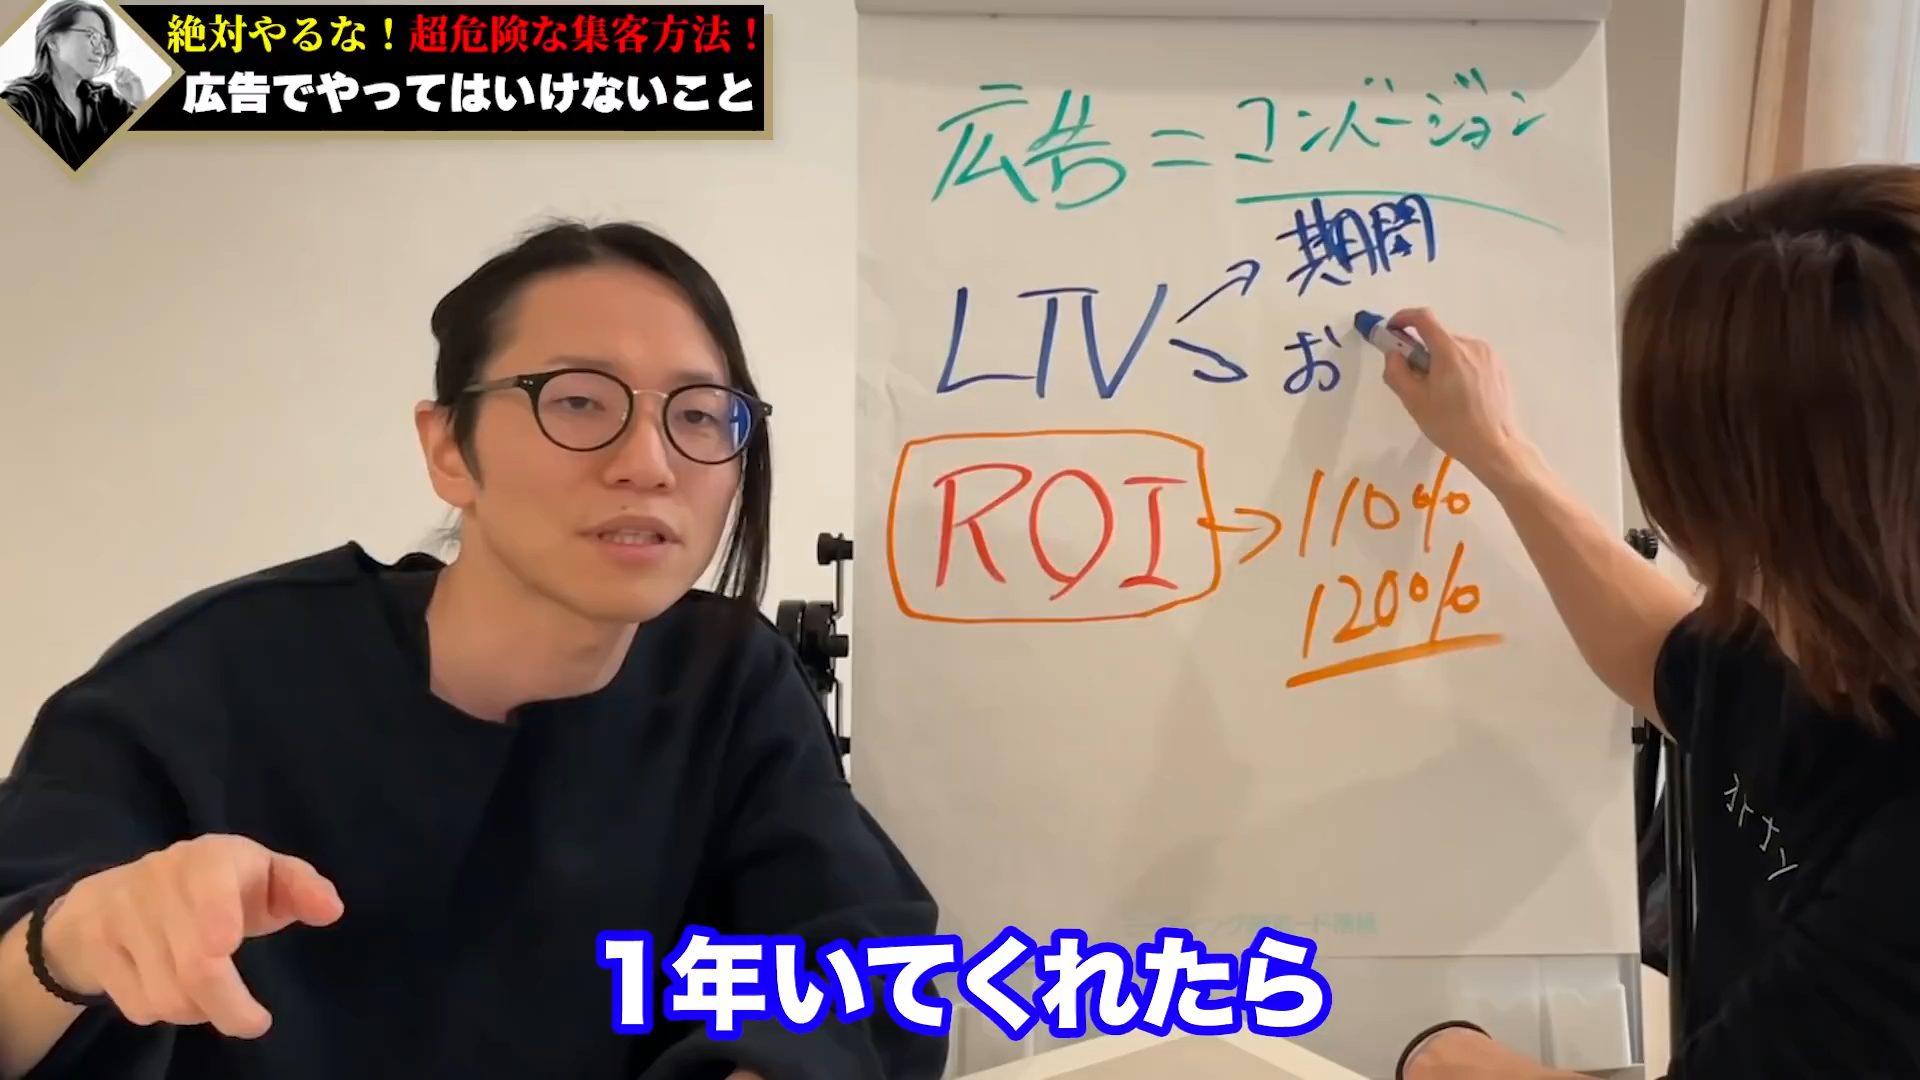 絶対やるな！超危険な集客方法！
広告でやってはいけないこと
広告=コンバージョン
LTV
期間
お
ROI
110%
120%
1年いてくれたら